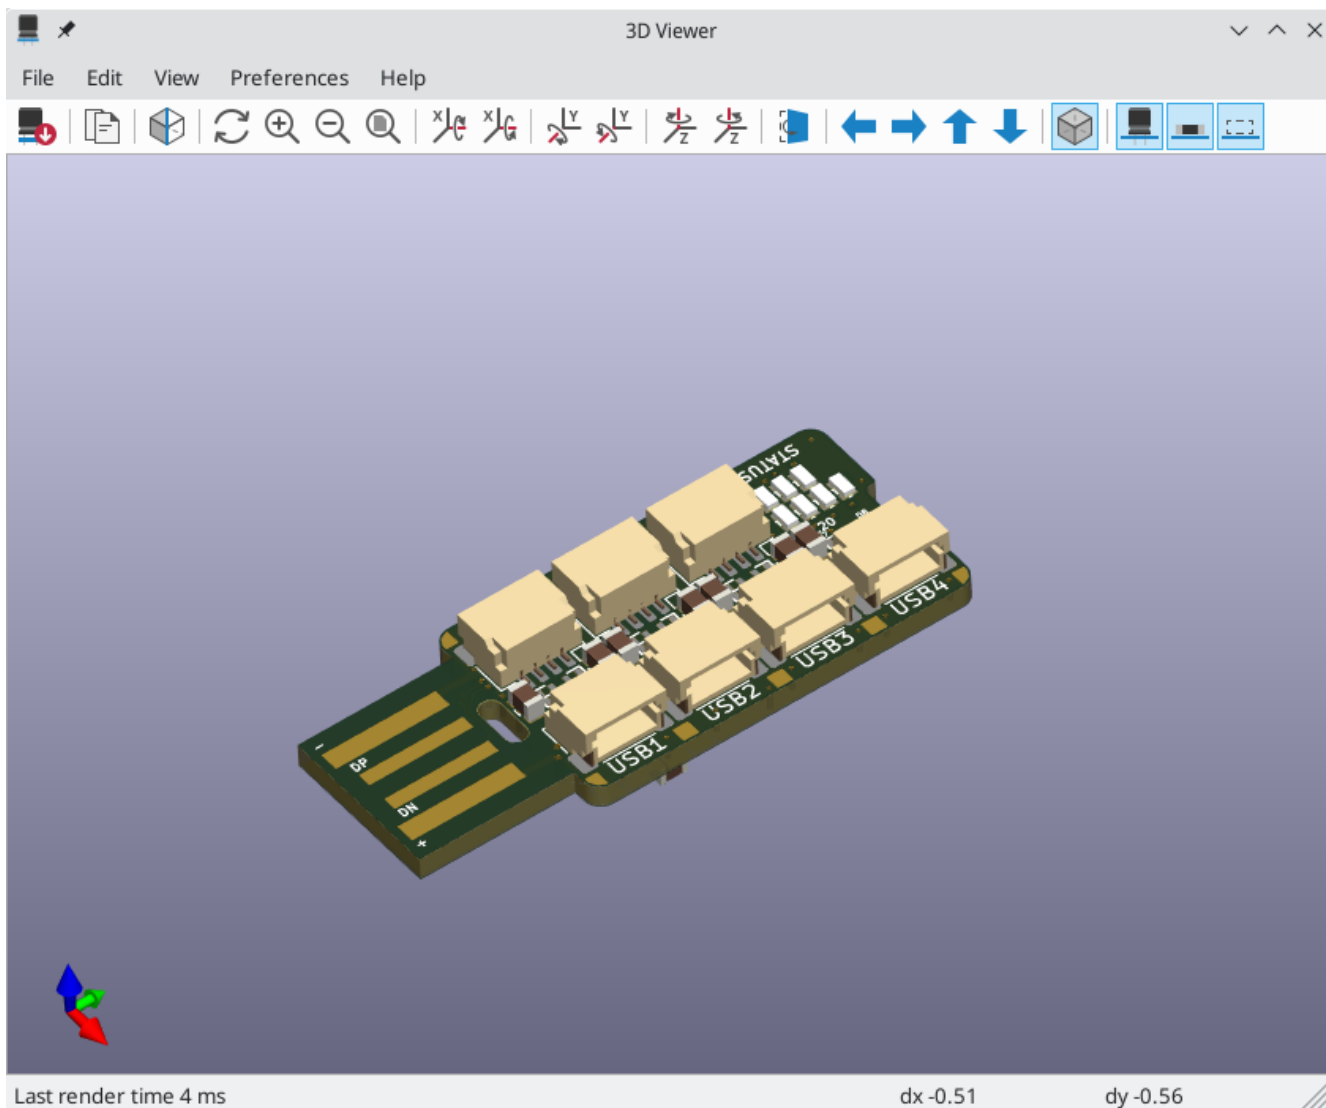 3D Viewer
File Edit View Preferences Help
STATUS
USB4
USB3
USB2
USB1
-
DP
DN
+
Last render time 4 ms dx -0.51 dy -0.56